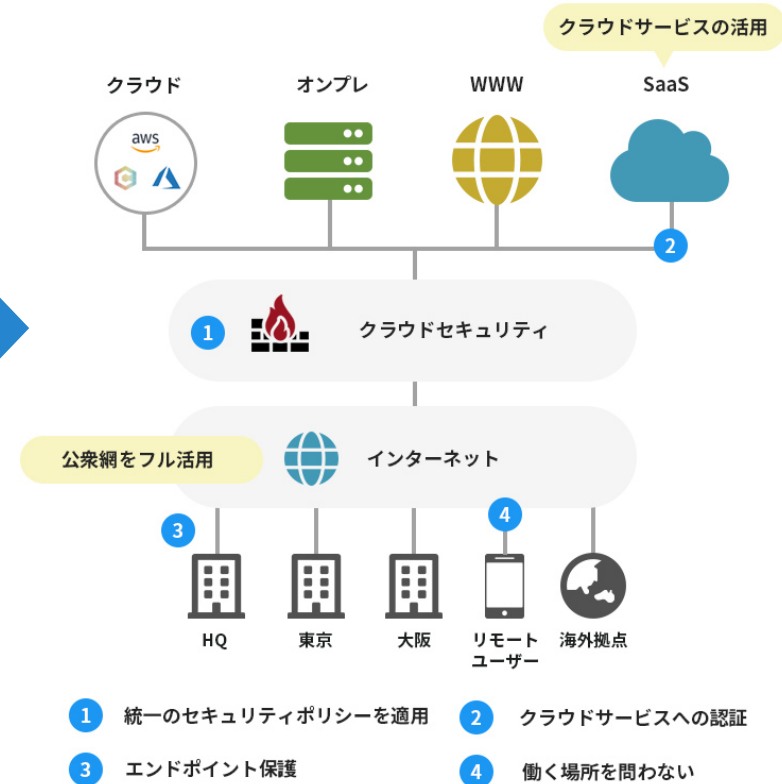 クラウドサービスの活用
クラウド
オンプレ
WWW
SaaS
aws
2
1
クラウドセキュリティ
公衆網をフル活用
インターネット
3
4
HQ
東京
大阪
リモート
ユーザー
海外拠点
1 統一のセキュリティポリシーを適用
2 クラウドサービスへの認証
3 エンドポイント保護
4 働く場所を問わない